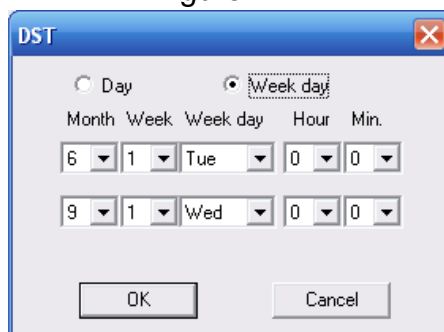 DST
Day Week day
Month Week Week day Hour Min.
6 1 Tue 0 0
9 1 Wed 0 0
OK Cancel